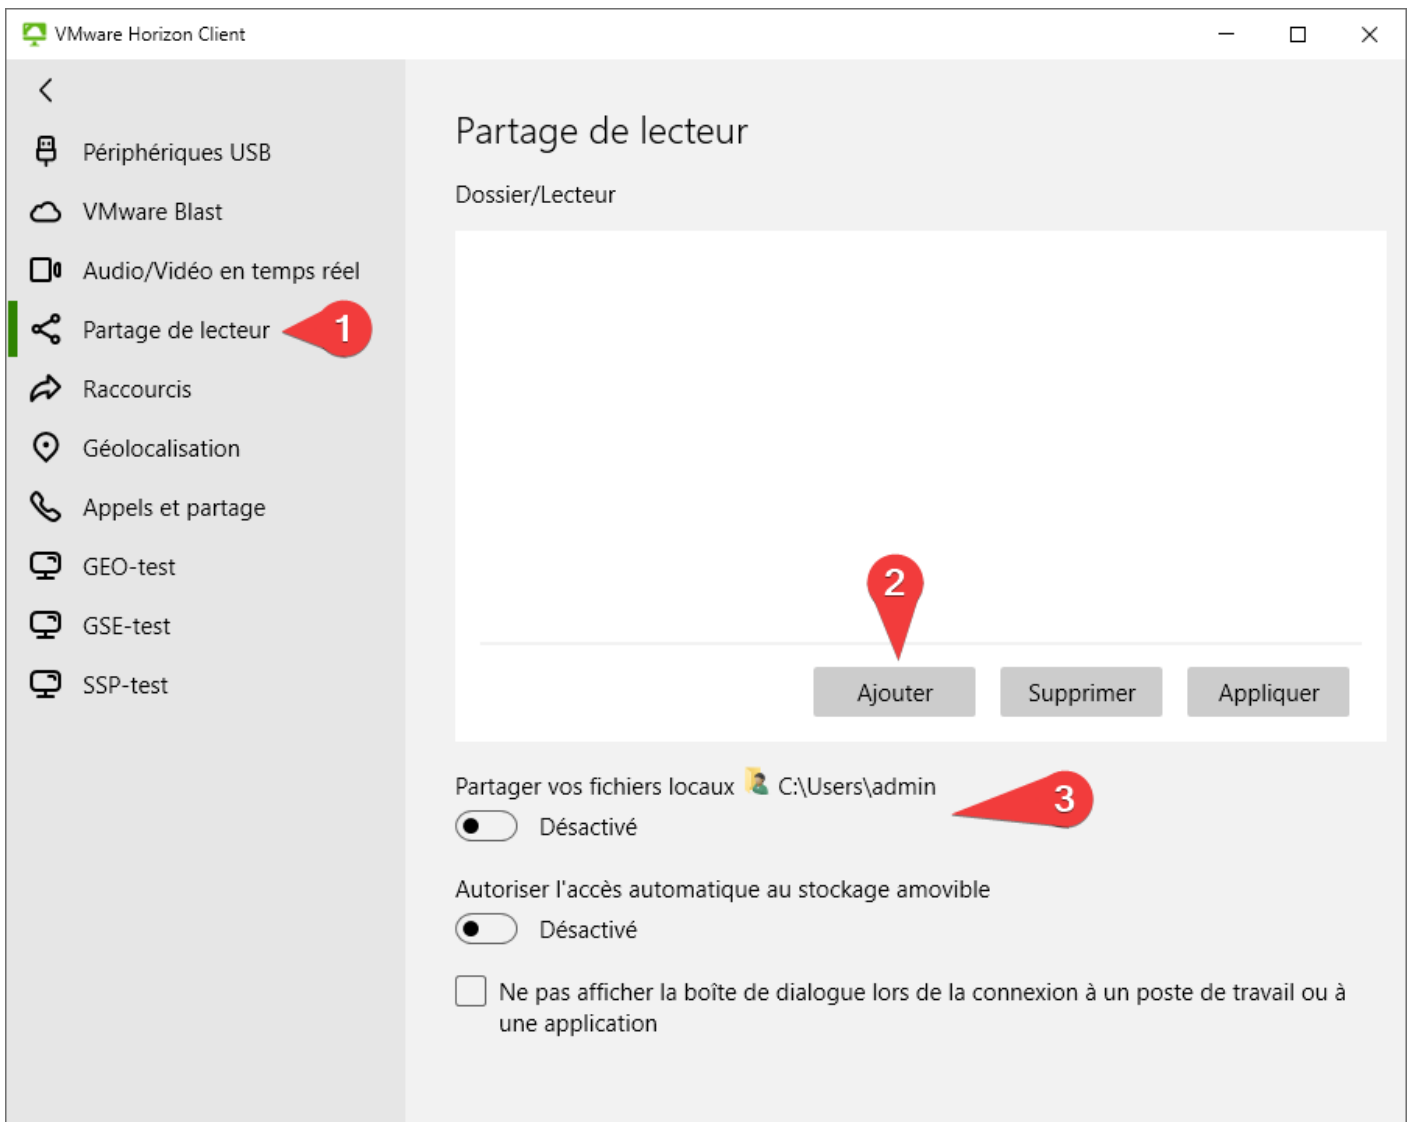 VMware Horizon Client
Périphériques USB
VMware Blast
Audio/Vidéo en temps réel
Partage de lecteur
1
Raccourcis
Géolocalisation
Appels et partage
GEO-test
GSE-test
SSP-test
Partage de lecteur
Dossier/Lecteur
2
Ajouter
Supprimer
Appliquer
Partager vos fichiers locaux C:\Users\admin
3
Désactivé
Autoriser l'accès automatique au stockage amovible
Désactivé
Ne pas afficher la boîte de dialogue lors de la connexion à un poste de travail ou à
une application